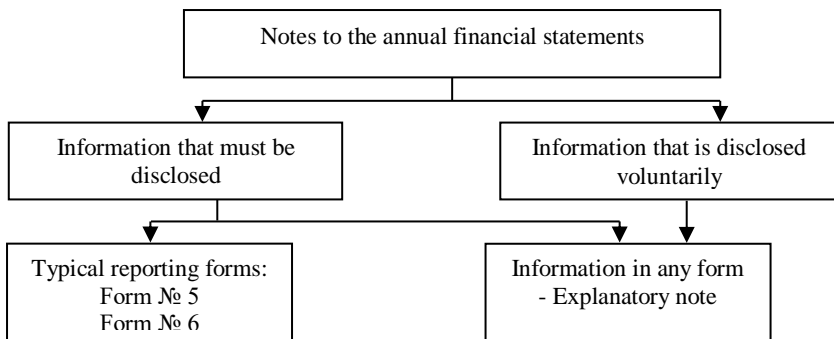 Notes to the annual financial statements
Information that must be
disclosed
Information that is disclosed
voluntarily
Typical reporting forms:
Form № 5
Form № 6
Information in any form
- Explanatory note